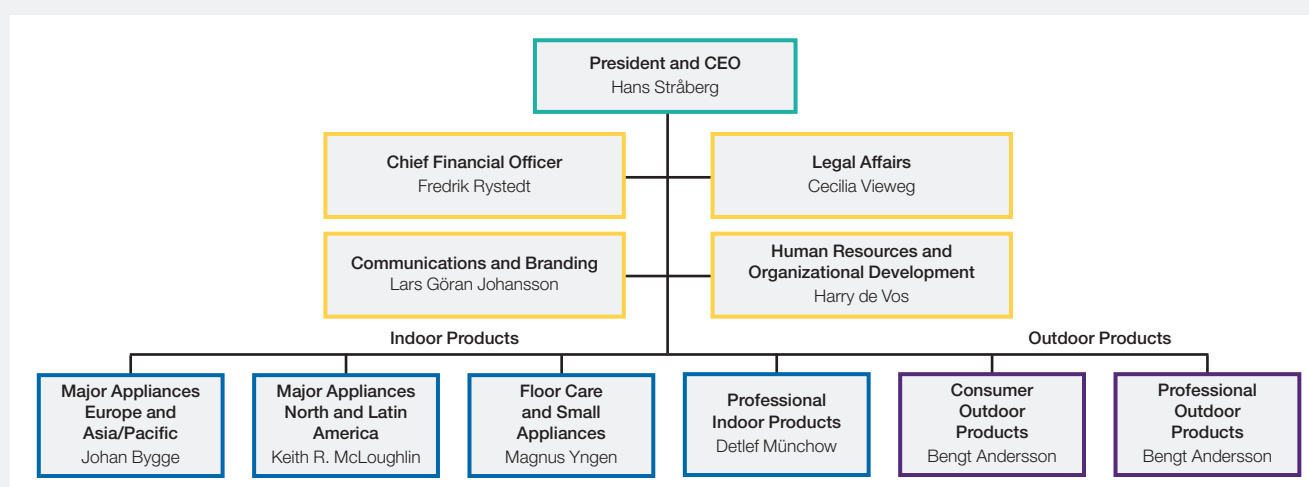 President and CEO
Hans Stråberg
Chief Financial Officer
Fredrik Rystedt
Legal Affairs
Cecilia Vieweg
Communications and Branding
Lars Göran Johansson
Human Resources and
Organizational Development
Harry de Vos
Indoor Products
Outdoor Products
Major Appliances
Europe and
Asia/Pacific
Johan Bygge
Major Appliances
North and Latin
America
Keith R. McLoughlin
Floor Care
and Small
Appliances
Magnus Yngen
Professional
Indoor Products
Detlef Münchow
Consumer
Outdoor
Products
Bengt Andersson
Professional
Outdoor
Products
Bengt Andersson